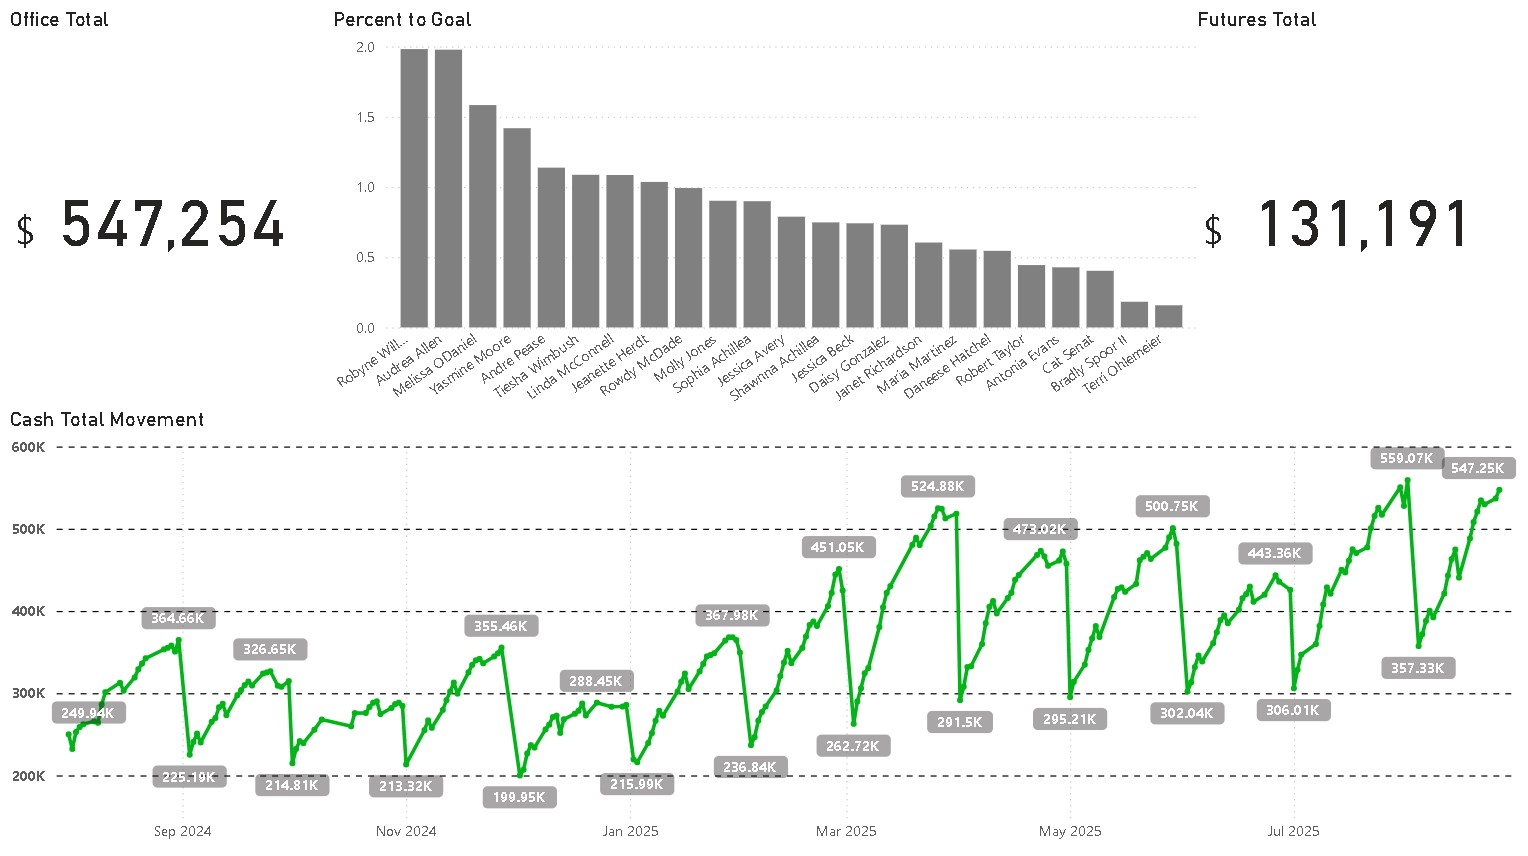 Office Total
$ 547,254
Percent to Goal
2.0
1.5
1.0
0.5
0.0
Robyne Will...
Audrea Allen
Melissa O'Daniel
Yasmine Moore
Andre Pease
Tiesha Wimbush
Linda McConnell
Jeanette Herdt
Rowdy McDade
Molly Jones
Sophia Achillea
Jessica Avery
Shawnna Achillea
Jessica Beck
Daisy Gonzalez
Janet Richardson
Maria Martinez
Daneese Hatchel
Robert Taylor
Antonia Evans
Cat Senat
Bradly Spoor II
Terri Ohlemeier
Futures Total
$ 131,191
Cash Total Movement
600K
500K
400K
300K
200K
249.94K
364.66K
225.19K
326.65K
214.81K
213.32K
355.46K
199.95K
288.45K
215.99K
367.98K
236.84K
451.05K
262.72K
524.88K
291.5K
473.02K
295.21K
500.75K
302.04K
443.36K
306.01K
559.07K
357.33K
547.25K
Sep 2024
Nov 2024
Jan 2025
Mar 2025
May 2025
Jul 2025